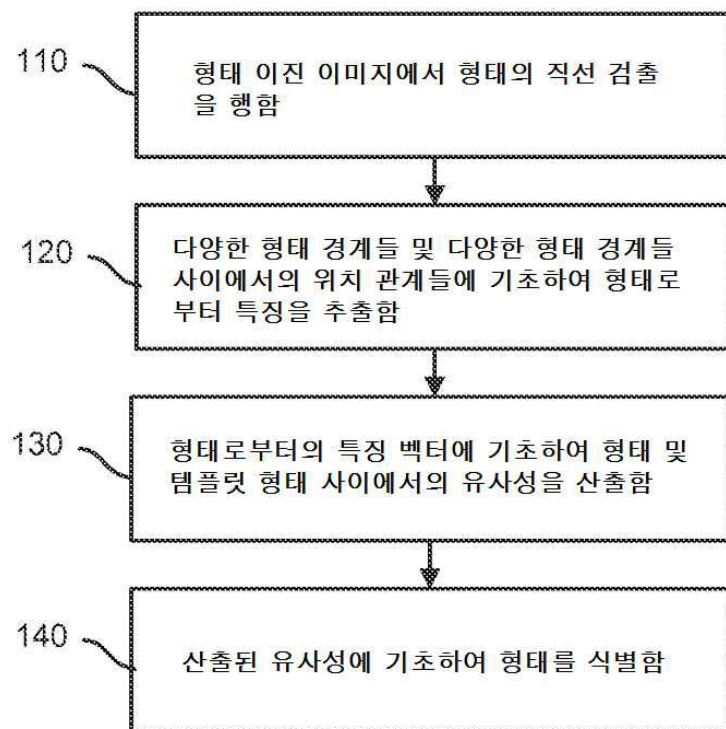 110
형태 이진 이미지에서 형태의 직선 검출
을 행함
120
다양한 형태 경계들 및 다양한 형태 경계들
사이에서의 위치 관계들에 기초하여 형태로
부터 특징을 추출함
130
형태로부터의 특징 벡터에 기초하여 형태 및
템플릿 형태 사이에서의 유사성을 산출함
140
산출된 유사성에 기초하여 형태를 식별함